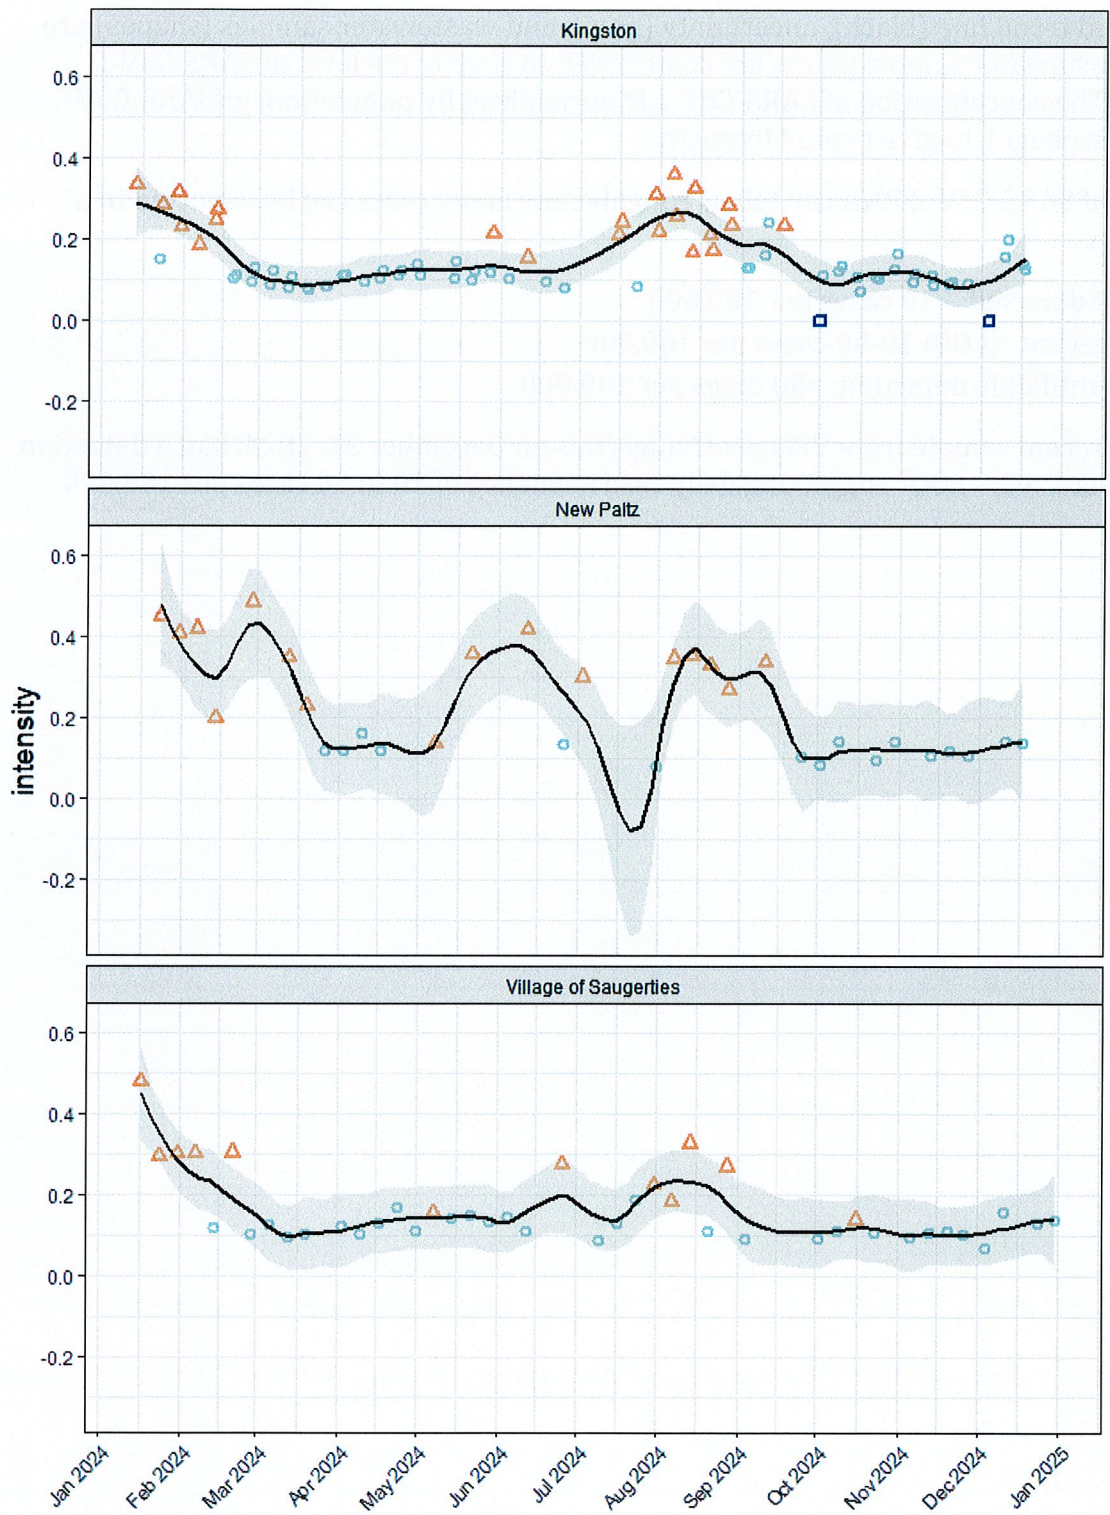 Kingston
0.6
0.4
0.2
0.0
-0.2
New Paltz
0.6
0.4
0.2
0.0
-0.2
intensity
Village of Saugerties
0.6
0.4
0.2
0.0
-0.2
Jan 2024
Feb 2024
Mar 2024
Apr 2024
May 2024
Jun 2024
Jul 2024
Aug 2024
Sep 2024
Oct 2024
Nov 2024
Dec 2024
Jan 2025